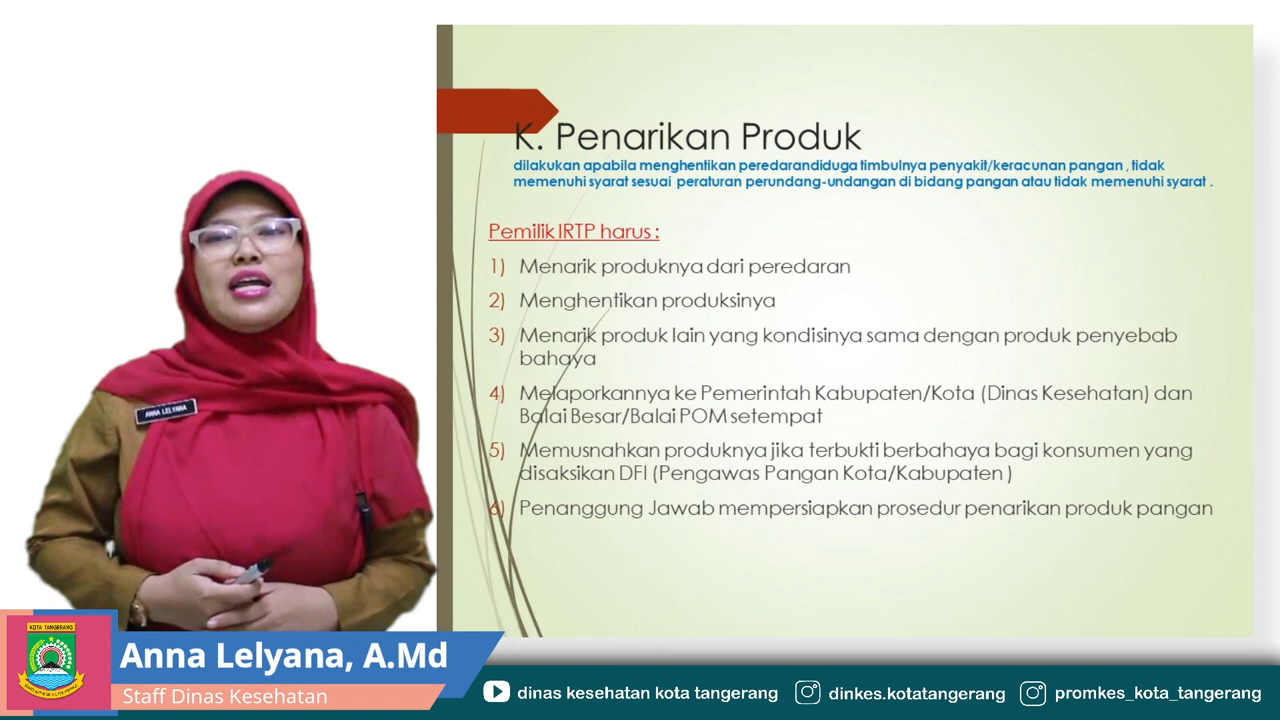 K. Penarikan Produk
dilakukan apabila menghentikan peredarandiduga timbulnya penyakit/keracunan pangan , tidak
memenuhi syarat sesuai peraturan perundang-undangan di bidang pangan atau tidak memenuhi syarat .
Pemilik IRTP harus :
1) Menarik produknya dari peredaran
2) Menghentikan produksinya
3) Menarik produk lain yang kondisinya sama dengan produk penyebab
bahaya
4) Melaporkannya ke Pemerintah Kabupaten/Kota (Dinas Kesehatan) dan
Balai Besar/Balai POM setempat
5) Memusnahkan produknya jika terbukti berbahaya bagi konsumen yang
disaksikan DFI (Pengawas Pangan Kota/Kabupaten )
6) Penanggung Jawab mempersiapkan prosedur penarikan produk pangan
ANNA LELYANA
KOTA TANGERANG
Anna Lelyana, A.Md
Staff Dinas Kesehatan
dinas kesehatan kota tangerang
dinkes.kotatangerang
promkes_kota_tangerang